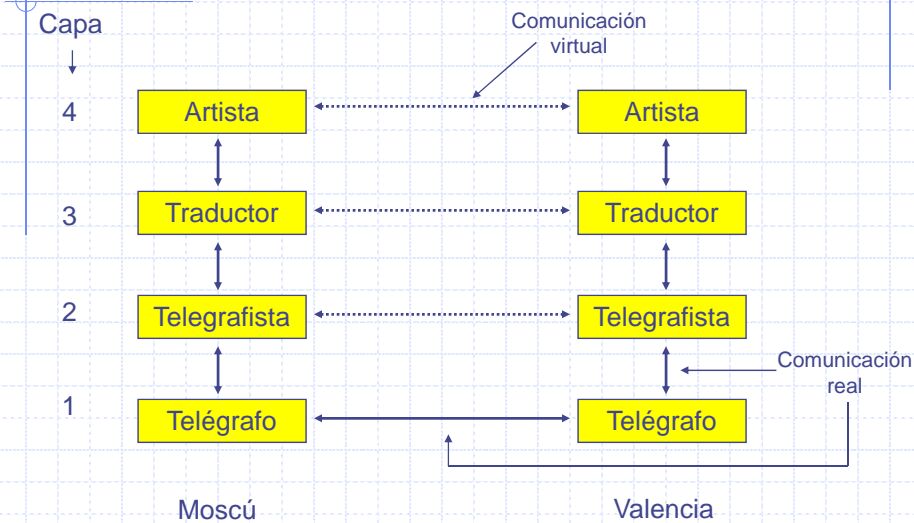 Capa
Comunicación
virtual
4
Artista
Artista
3
Traductor
Traductor
2
Telegrafista
Telegrafista
Comunicación
real
1
Telégrafo
Telégrafo
Moscú
Valencia